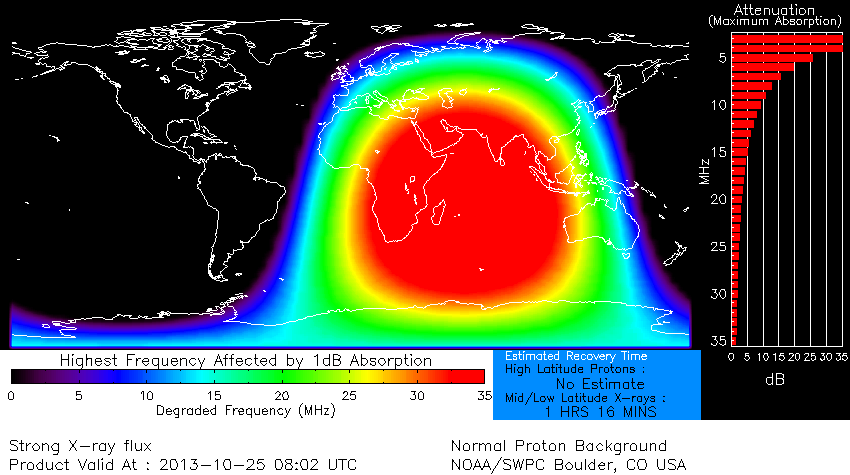 Attenuation
(Maximum Absorption)
5
10
15
20
25
30
35
MHz
0 5 10 15 20 25 30 35
dB
Highest Frequency Affected by 1dB Absorption
0 5 10 15 20 25 30 35
Degraded Frequency (MHz)
Estimated Recovery Time
High Latitude Protons :
No Estimate
Mid/Low Latitude X-rays :
1 HRS 16 MINS
Strong X-ray flux
Product Valid At : 2013-10-25 08:02 UTC
Normal Proton Background
NOAA/SWPC Boulder, CO USA